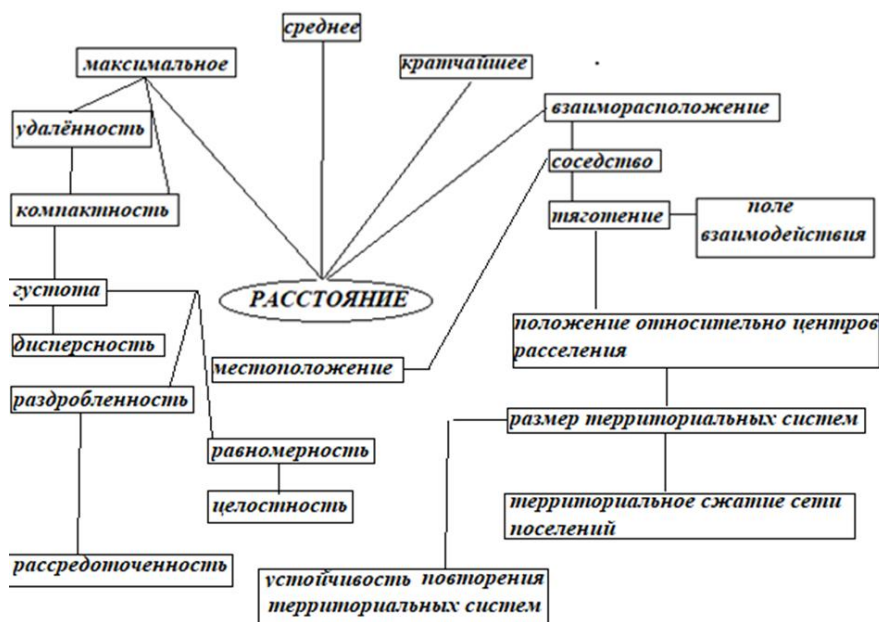 среднее
максимальное
кратчайшее
взаиморасположение
удалённость
соседство
компактность
тяготение
поле
взаимодействия
густота
РАССТОЯНИЕ
дисперсность
положение относительно центров
расселения
местоположение
раздробленность
размер территориальных систем
равномерность
целостность
территориальное сжатие сети
поселений
рассредоточенность
устойчивость повторения
территориальных систем